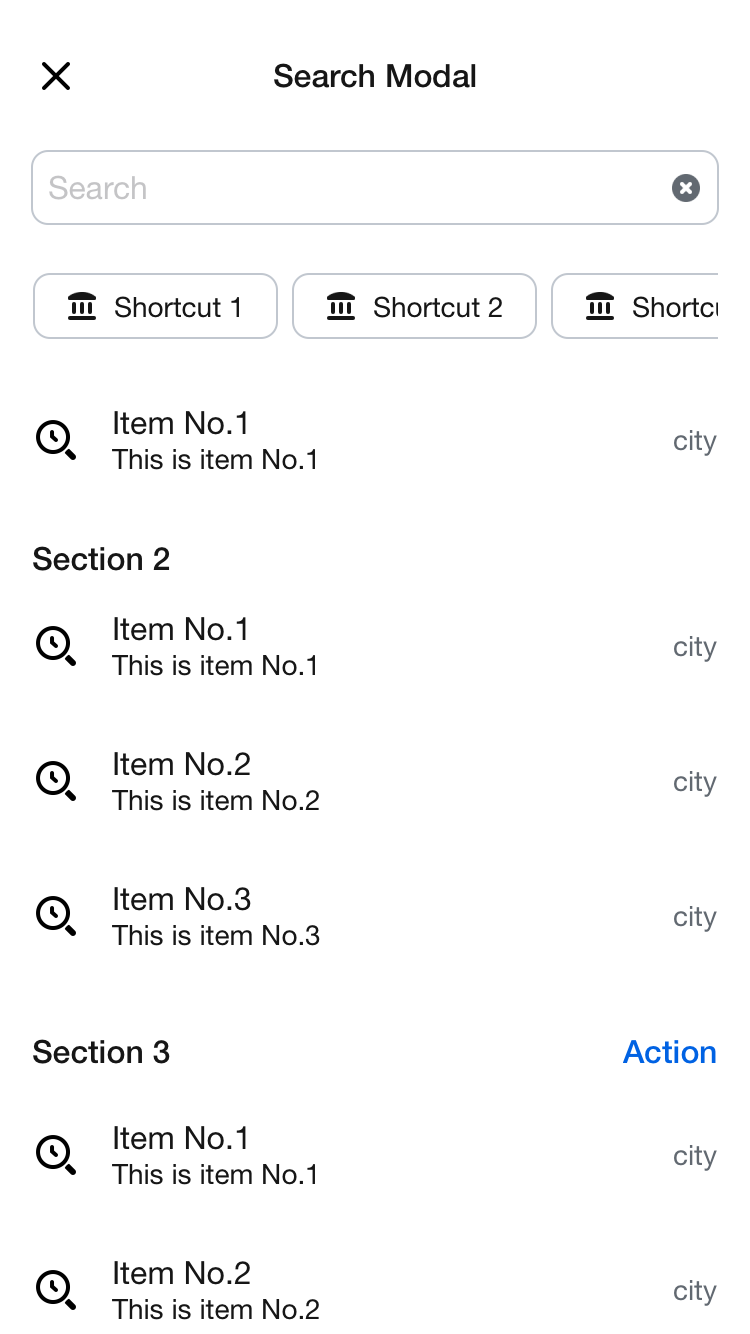 Search Modal
Search
Shortcut 1
Shortcut 2
Shortcu
Item No.1
This is item No.1
city
Section 2
Item No.1
This is item No.1
city
Item No.2
This is item No.2
city
Item No.3
This is item No.3
city
Section 3
Action
Item No.1
This is item No.1
city
Item No.2
This is item No.2
city